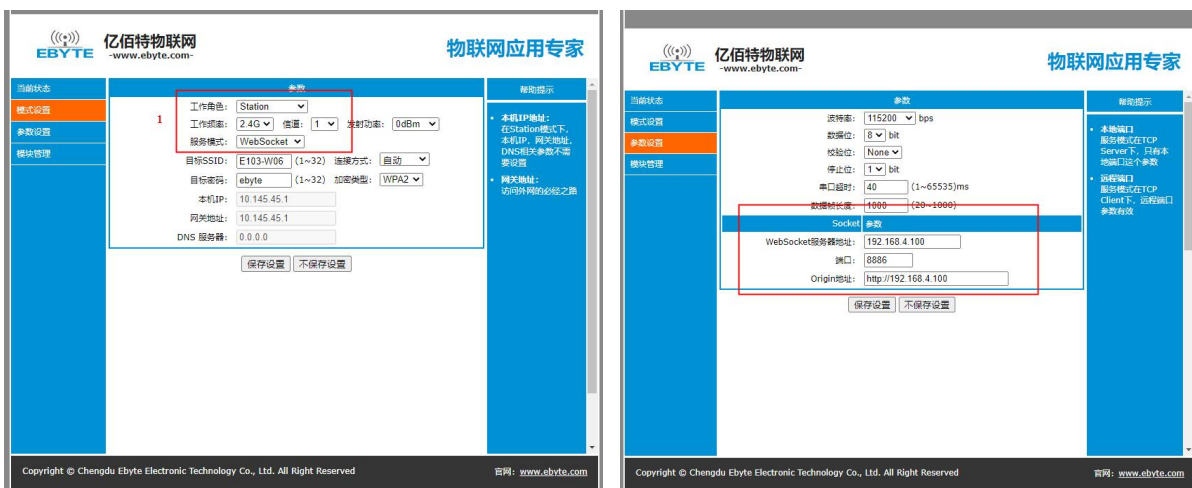 EBYTE
亿佰特物联网
-www.ebyte.com-
物联网应用专家
当前状态
模式设置
参数设置
模块管理
参数
1
工作角色: Station
工作频率: 2.4G 信道: 1 发射功率: 0dBm
服务模式: WebSocket
目标SSID: E103-W06 (1~32) 连接方式: 自动
目标密码: ebyte (1~32) 加密类型: WPA2
本机IP: 10.145.45.1
网关地址: 10.145.45.1
DNS 服务器: 0.0.0.0
保存设置 不保存设置
帮助提示
• 本机IP地址:
在Station模式下,
本机IP, 网关地址,
DNS相关参数不需
要设置
• 网关地址:
访问外网的必经之路
Copyright © Chengdu Ebyte Electronic Technology Co., Ltd. All Right Reserved
官网: www.ebyte.com
EBYTE
亿佰特物联网
-www.ebyte.com-
物联网应用专家
当前状态
模式设置
参数设置
模块管理
参数
波特率: 115200 bps
数据位: 8 bit
校验位: None
停止位: 1 bit
串口超时: 40 (1~65535)ms
数据帧长度: 1000 (20~1000)
Socket 参数
WebSocket服务器地址: 192.168.4.100
端口: 8886
Origin地址: http://192.168.4.100
保存设置 不保存设置
帮助提示
• 本地端口
服务模式在TCP
Server下, 只有本
地端口这个参数
• 远程端口
服务模式在TCP
Client下, 远程端口
参数有效
Copyright © Chengdu Ebyte Electronic Technology Co., Ltd. All Right Reserved
官网: www.ebyte.com